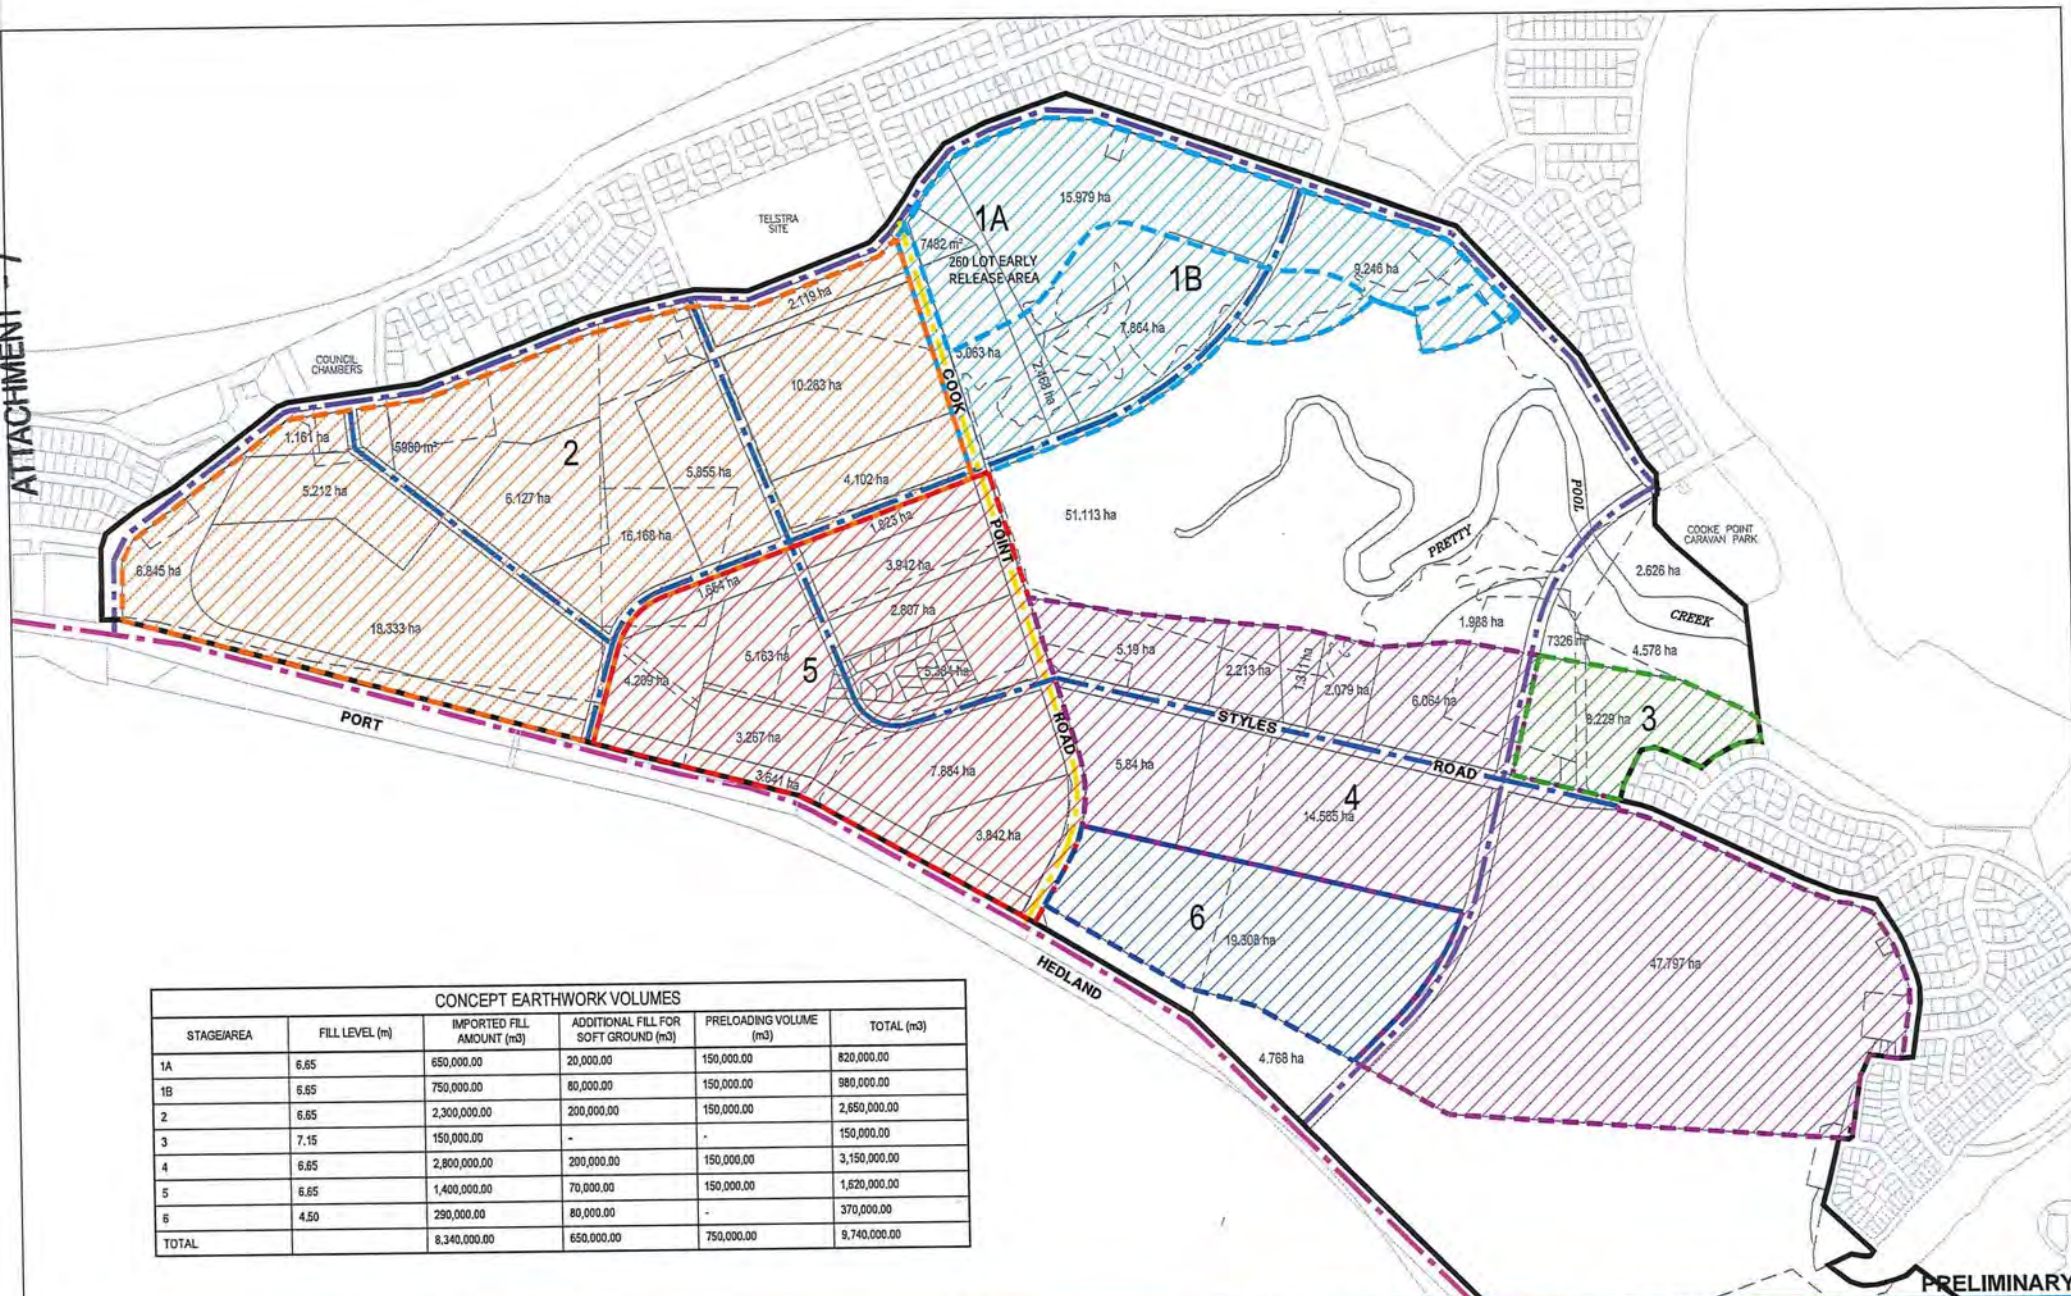 ATTACHMENT
TELSTRA
SITE
COUNCIL
CHAMBERS
1A
15.979 ha
7482 m²
260 LOT EARLY
RELEASE AREA
1B
9.246 ha
7.864 ha
5.063 ha
2.468 ha
2.119 ha
10.283 ha
COOK
1.161 ha
5980 m²
2
5.212 ha
6.127 ha
5.855 ha
4.102 ha
16.168 ha
6.845 ha
18.333 ha
1.823 ha
1.654 ha
3.942 ha
2.807 ha
POINT
51.113 ha
PRETTY
POOL
CREEK
COOKE POINT
CARAVAN PARK
2.626 ha
1.988 ha
7326 m²
4.578 ha
5.163 ha
5
5.384 ha
4.289 ha
3.267 ha
3.641 ha
7.884 ha
3.842 ha
ROAD
5.19 ha
2.213 ha
1.311 ha
2.079 ha
6.064 ha
8.229 ha
3
STYLES
ROAD
5.64 ha
4
14.565 ha
6
19.308 ha
47.797 ha
4.768 ha
PORT
HEDLAND
CONCEPT EARTHWORK VOLUMES
STAGE/AREA FILL LEVEL (m) IMPORTED FILL AMOUNT (m3) ADDITIONAL FILL FOR SOFT GROUND (m3) PRELOADING VOLUME (m3) TOTAL (m3)
1A 6.65 650,000.00 20,000.00 150,000.00 820,000.00
1B 6.65 750,000.00 80,000.00 150,000.00 980,000.00
2 6.65 2,300,000.00 200,000.00 150,000.00 2,650,000.00
3 7.15 150,000.00 - - 150,000.00
4 6.65 2,800,000.00 200,000.00 150,000.00 3,150,000.00
5 6.65 1,400,000.00 70,000.00 150,000.00 1,620,000.00
6 4.50 290,000.00 80,000.00 - 370,000.00
TOTAL 8,340,000.00 650,000.00 750,000.00 9,740,000.00
PRELIMINARY